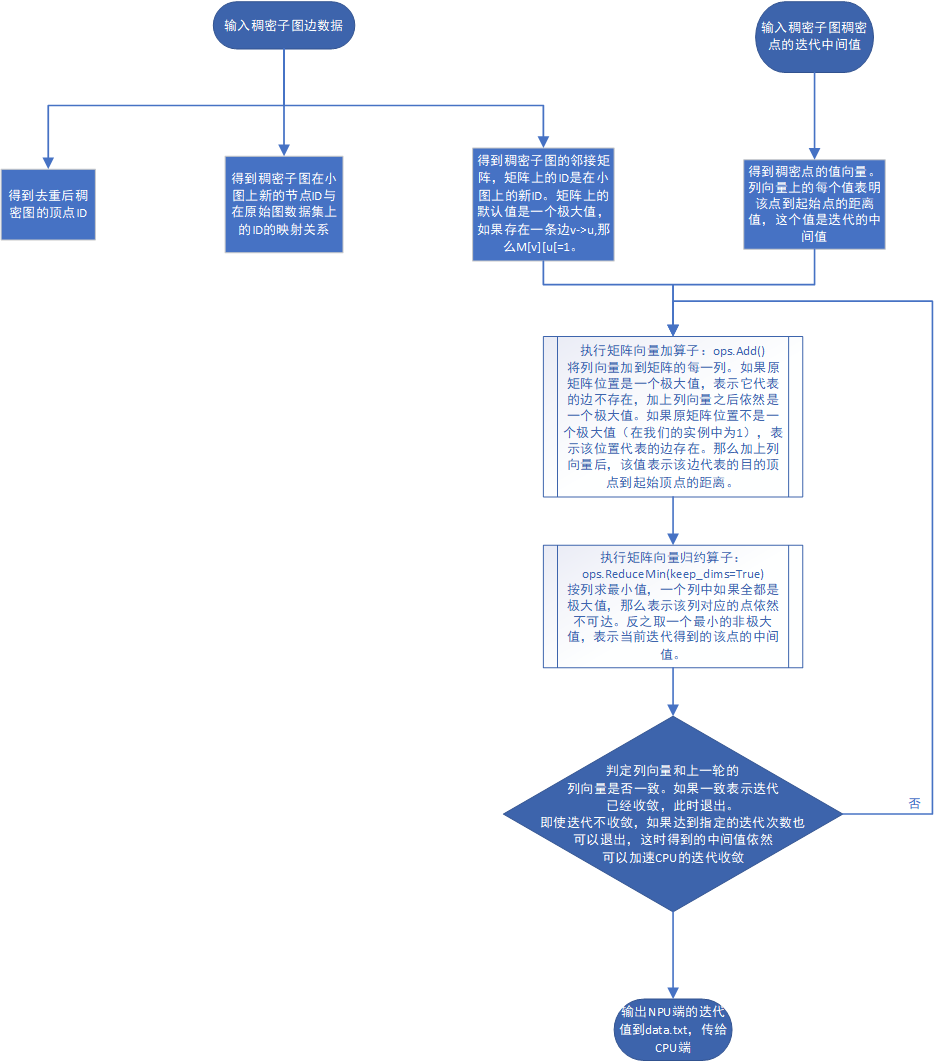 输入稠密子图边数据
输入稠密子图稠密
点的迭代中间值
得到去重后稠
密图的顶点ID
得到稠密子图在小
图上新的节点ID与
在原始图数据集上
的ID的映射关系
得到稠密子图的邻接矩
阵，矩阵上的ID是在小
图上的新ID。矩阵上的
默认值是一个极大值，
如果存在一条边v->u,那
么M[v][u[=1。
得到稠密点的值向量。
列向量上的每个值表明
该点到起始点的距离
值，这个值是迭代的中
间值
执行矩阵向量加算子：ops.Add()
将列向量加到矩阵的每一列。如果原
矩阵位置是一个极大值，表示它代表
的边不存在，加上列向量之后依然是
一个极大值。如果原矩阵位置不是一
个极大值（在我们的实例中为1），表
示该位置代表的边存在。那么加上列
向量后，该值表示该边代表的目的顶
点到起始顶点的距离。
执行矩阵向量归约算子：
ops.ReduceMin(keep_dims=True)
按列求最小值，一个列中如果全都是
极大值，那么表示该列对应的点依然
不可达。反之取一个最小的非极大
值，表示当前迭代得到的该点的中间
值。
判定列向量和上一轮的
列向量是否一致。如果一致表示迭代
已经收敛，此时退出。
即使迭代不收敛，如果达到指定的迭代次数也
可以退出，这时得到的中间值依然
可以加速CPU的迭代收敛
否
输出NPU端的迭代
值到data.txt，传给
CPU端